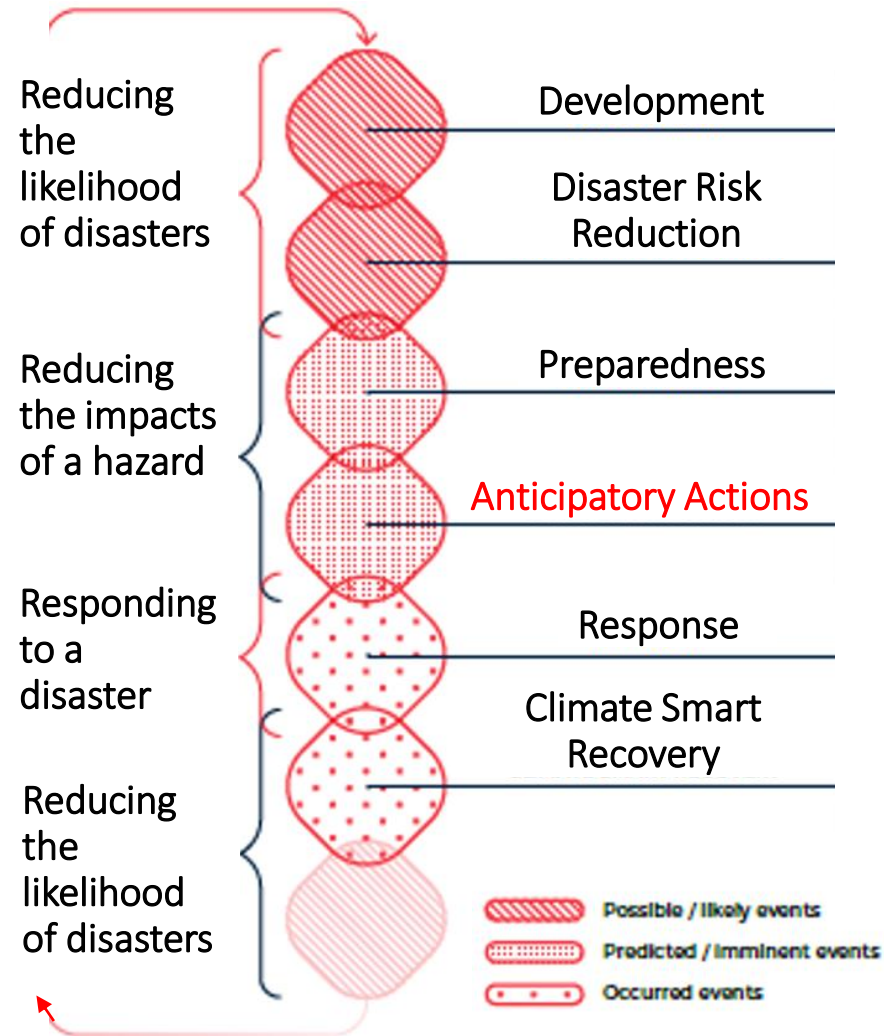 Reducing
the
likelihood
of disasters
Development
Disaster Risk
Reduction
Reducing
the impacts
of a hazard
Preparedness
Anticipatory Actions
Responding
to a
disaster
Response
Climate Smart
Recovery
Reducing
the
likelihood
of disasters
Possible / likely events
Predicted / imminent events
Occurred events